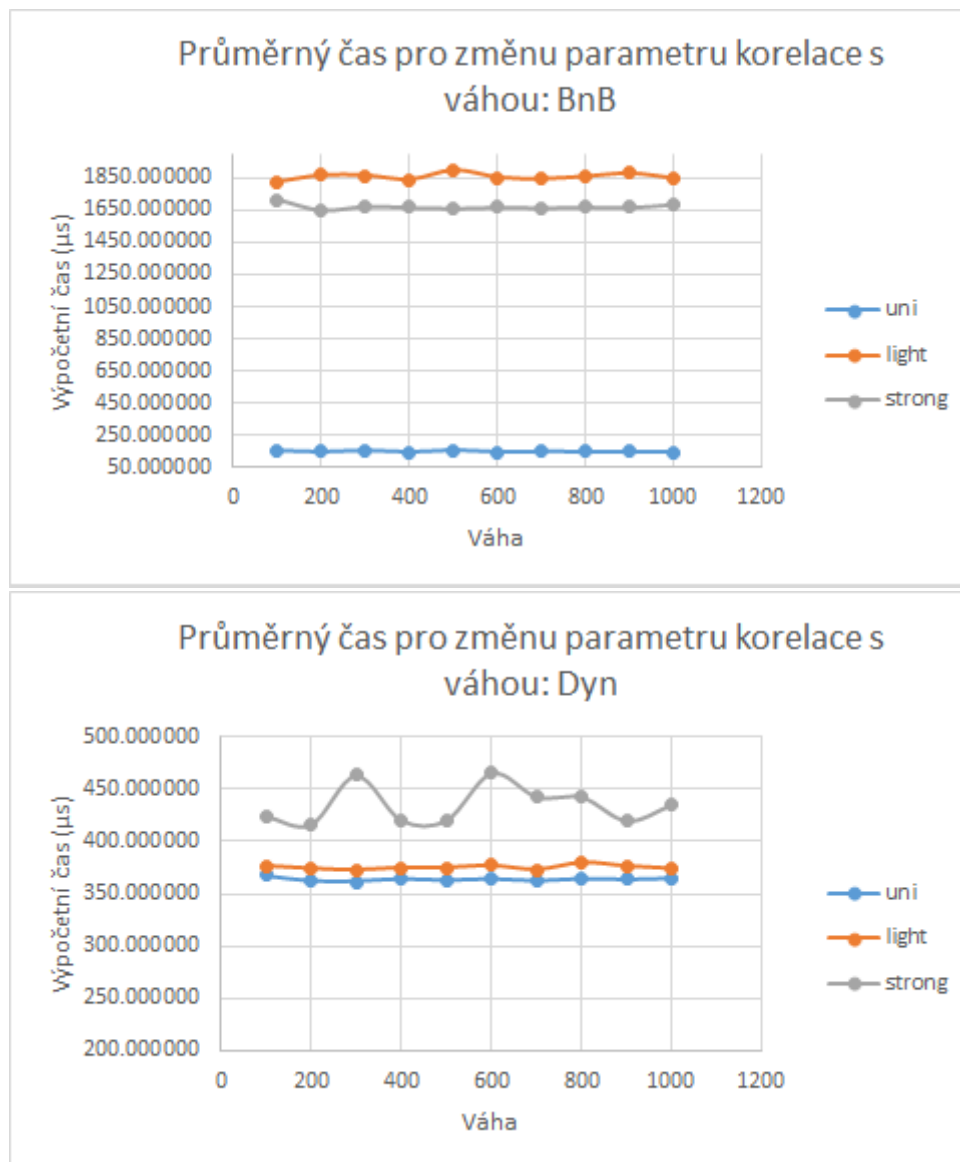 Průměrný čas pro změnu parametru korelace s
váhou: BnB
Výpočetní čas (µs)
1850.000000
1650.000000
1450.000000
1250.000000
1050.000000
850.000000
650.000000
450.000000
250.000000
50.000000
0 200 400 600 800 1000 1200
Váha
uni
light
strong
Průměrný čas pro změnu parametru korelace s
váhou: Dyn
Výpočetní čas (µs)
500.000000
450.000000
400.000000
350.000000
300.000000
250.000000
200.000000
0 200 400 600 800 1000 1200
Váha
uni
light
strong